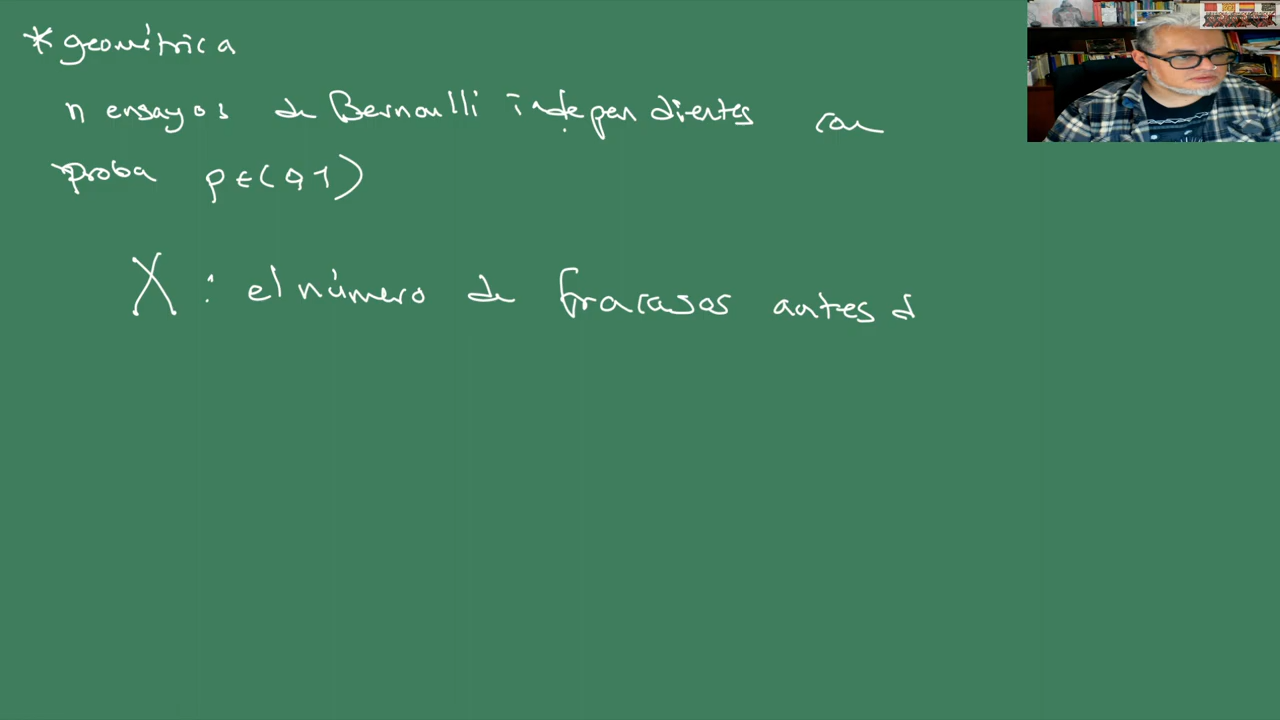 * geométrica
n ensayos de Bernoulli independientes con
proba p ∈ (0,1)
X : el número de fracasos antes d